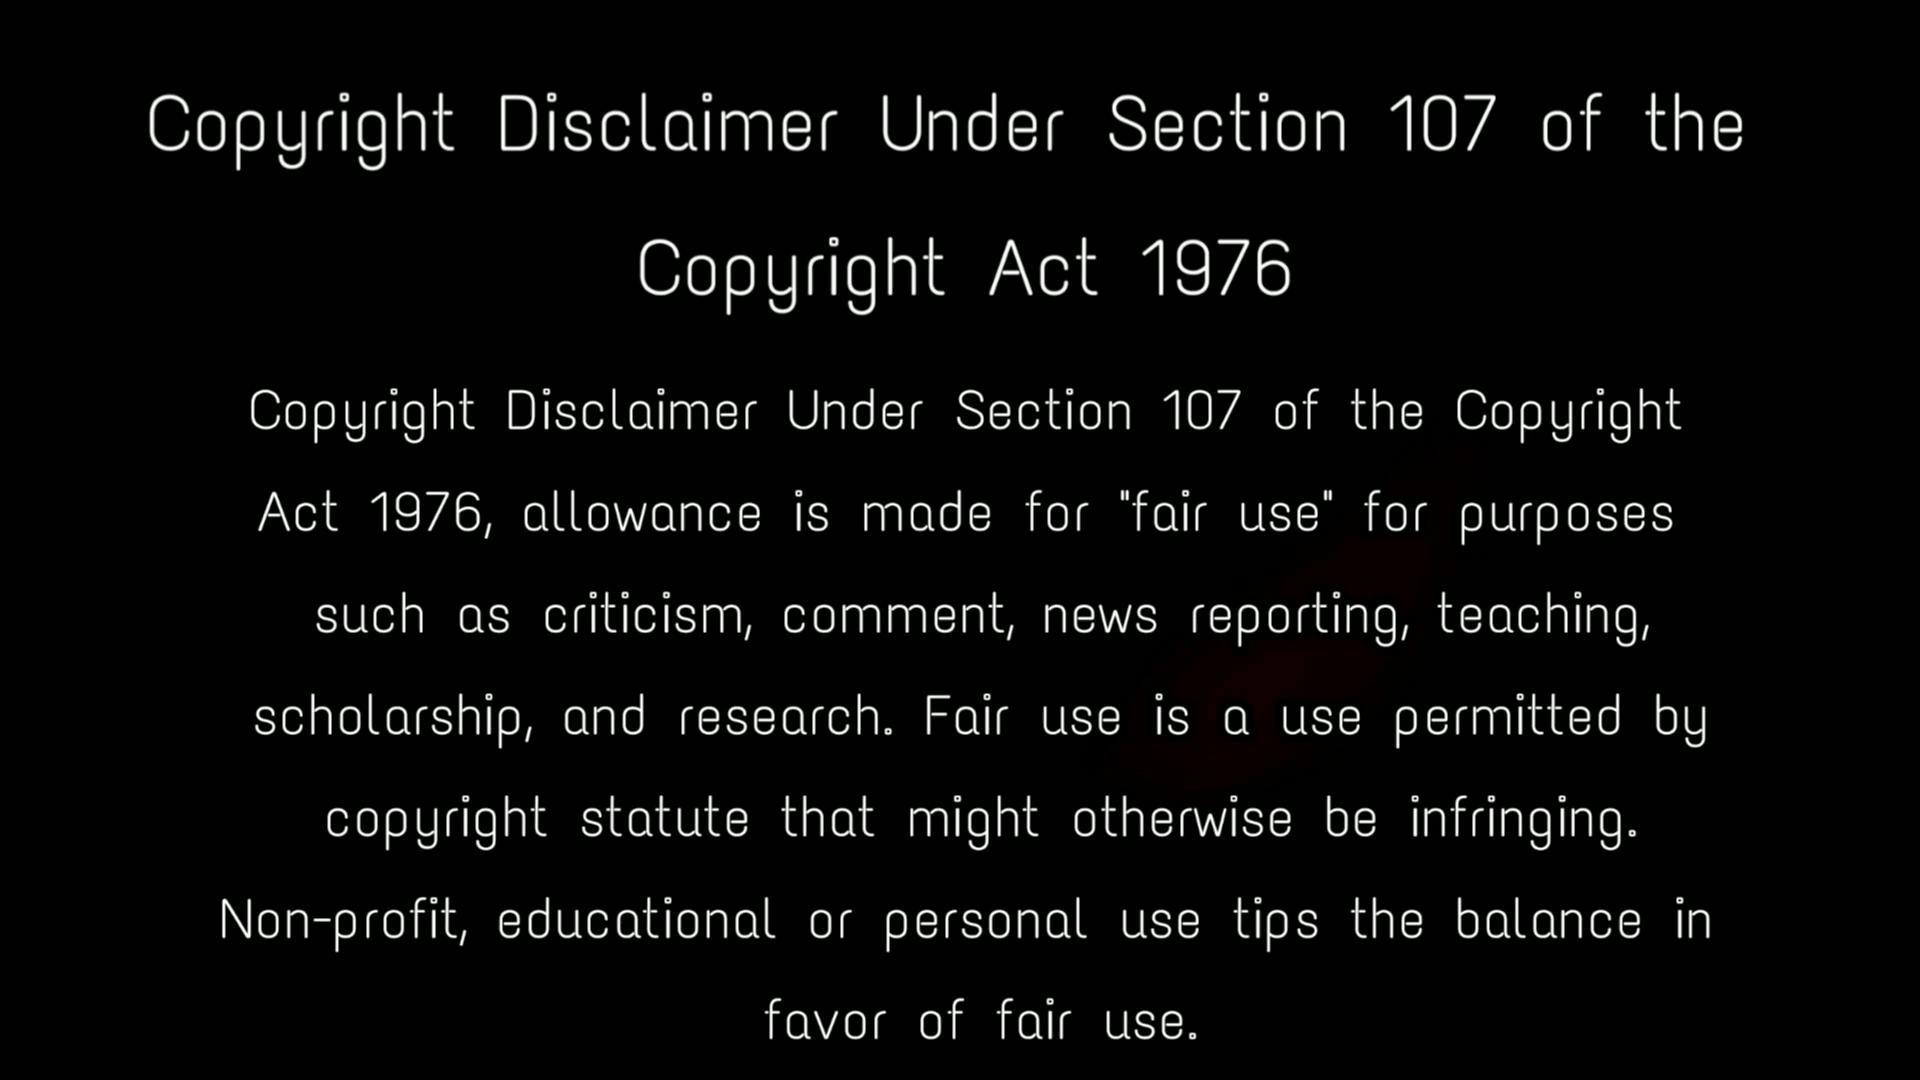 Copyright Disclaimer Under Section 107 of the
Copyright Act 1976
Copyright Disclaimer Under Section 107 of the Copyright
Act 1976, allowance is made for "fair use" for purposes
such as criticism, comment, news reporting, teaching,
scholarship, and research. Fair use is a use permitted by
copyright statute that might otherwise be infringing.
Non-profit, educational or personal use tips the balance in
favor of fair use.